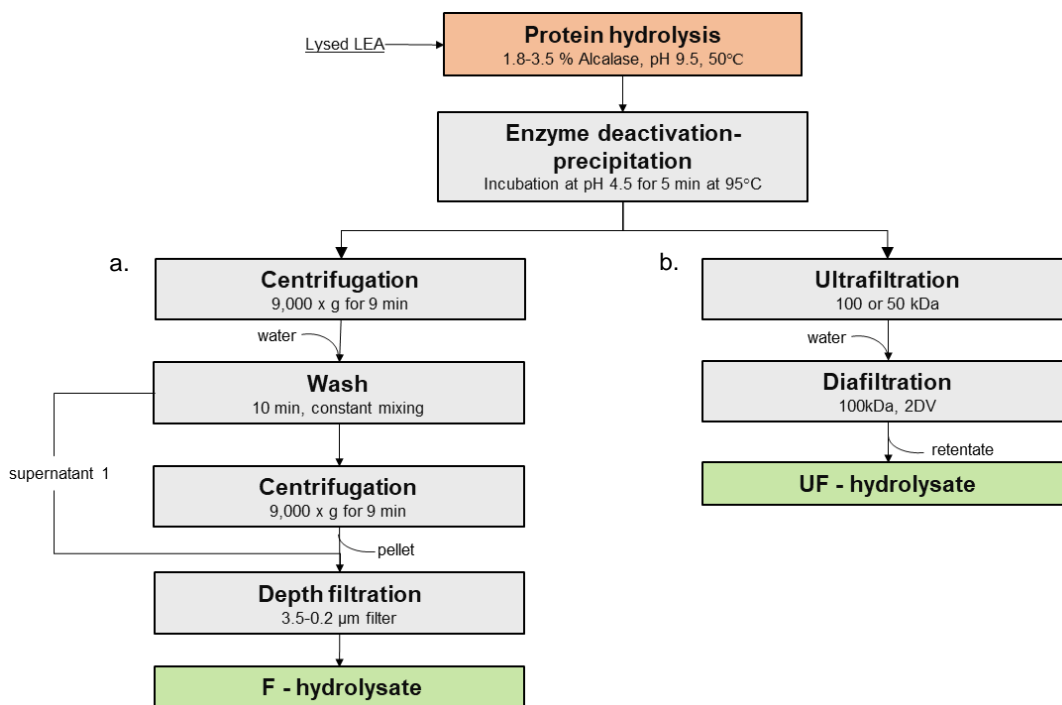 Lysed LEA
Protein hydrolysis
1.8-3.5 % Alcalase, pH 9.5, 50°C
Enzyme deactivation-
precipitation
Incubation at pH 4.5 for 5 min at 95°C
a.
Centrifugation
9,000 x g for 9 min
water
Wash
10 min, constant mixing
supernatant 1
Centrifugation
9,000 x g for 9 min
pellet
Depth filtration
3.5-0.2 µm filter
F - hydrolysate
b.
Ultrafiltration
100 or 50 kDa
water
Diafiltration
100kDa, 2DV
retentate
UF - hydrolysate